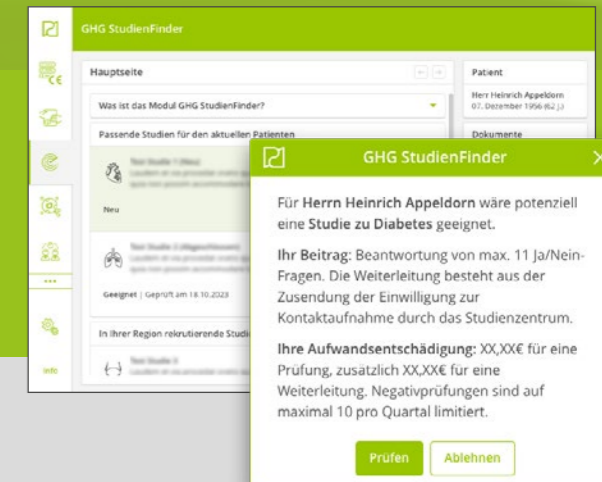 GHG StudienFinder
Hauptseite
Was ist das Modul GHG StudienFinder?
Passende Studien für den aktuellen Patienten
Neu
Geeignet | Geprüft am 18.10.2023
In Ihrer Region rekrutierende Studi
Patient
Herr Heinrich Appeldorn
07. Dezember 1956 (62 J.)
Dokumente
CE
Info
GHG StudienFinder
Für Herrn Heinrich Appeldorn wäre potenziell
eine Studie zu Diabetes geeignet.
Ihr Beitrag: Beantwortung von max. 11 Ja/Nein-
Fragen. Die Weiterleitung besteht aus der
Zusendung der Einwilligung zur
Kontaktaufnahme durch das Studienzentrum.
Ihre Aufwandsentschädigung: XX,XX€ für eine
Prüfung, zusätzlich XX,XX€ für eine
Weiterleitung. Negativprüfungen sind auf
maximal 10 pro Quartal limitiert.
Prüfen
Ablehnen